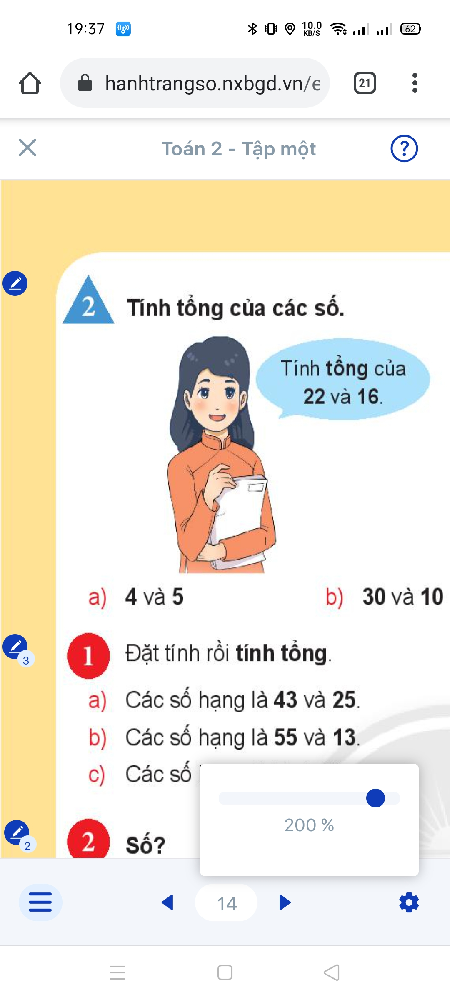 19:37
10.0
KB/S
62
hanhtrangso.nxbgd.vn/e
21
Toán 2 - Tập một
?
2 Tính tổng của các số.
Tính tổng của
22 và 16.
a) 4 và 5 b) 30 và 10
1 Đặt tính rồi tính tổng.
3
a) Các số hạng là 43 và 25.
b) Các số hạng là 55 và 13.
c) Các số
200 %
2 Số?
2
14